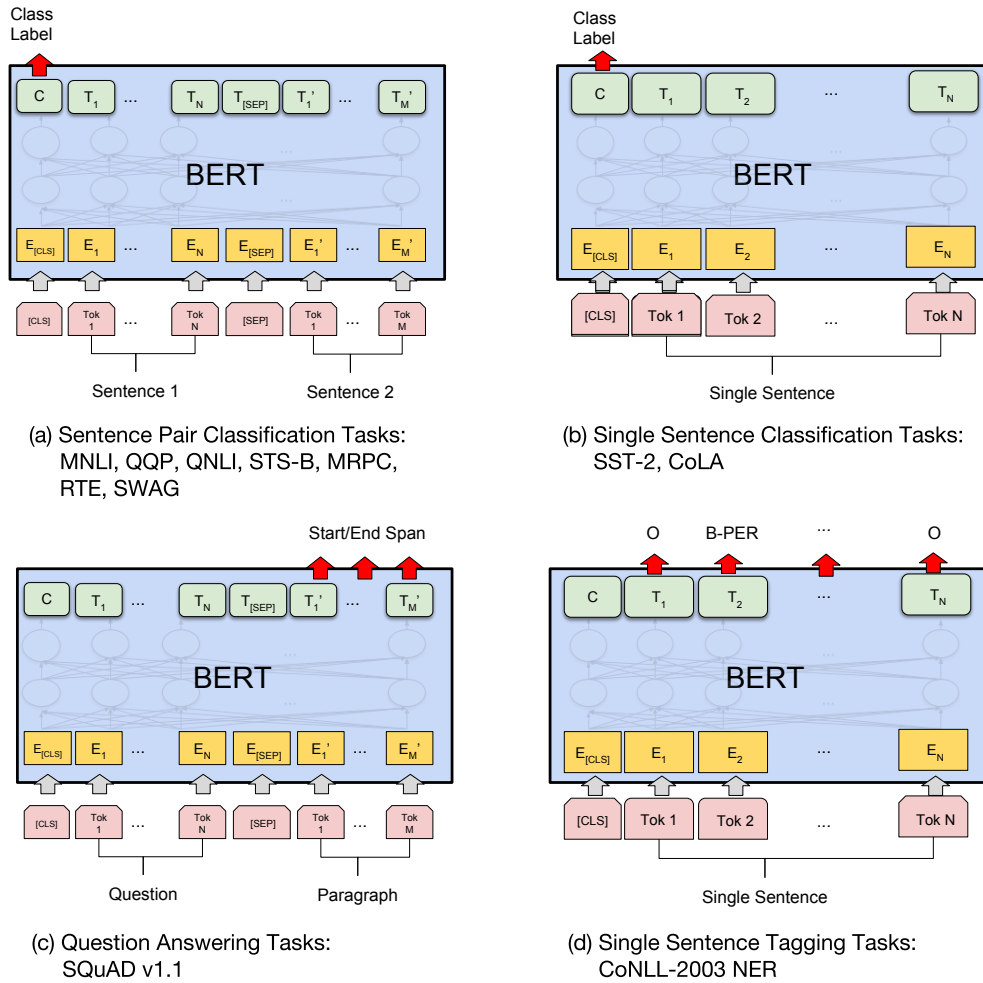 Class
Label
C T1 ... TN T[SEP] T1' ... TM'
...
BERT
...
E[CLS] E1 ... EN E[SEP] E1' ... EM'
[CLS] Tok 1 ... Tok N [SEP] Tok 1 ... Tok M
Sentence 1 Sentence 2
(a) Sentence Pair Classification Tasks:
MNLI, QQP, QNLI, STS-B, MRPC,
RTE, SWAG
Class
Label
C T1 T2 ... TN
...
BERT
...
E[CLS] E1 E2 ... EN
[CLS] Tok 1 Tok 2 ... Tok N
Single Sentence
(b) Single Sentence Classification Tasks:
SST-2, CoLA
Start/End Span
C T1 ... TN T[SEP] T1' ... TM'
...
BERT
...
E[CLS] E1 ... EN E[SEP] E1' ... EM'
[CLS] Tok 1 ... Tok N [SEP] Tok 1 ... Tok M
Question Paragraph
(c) Question Answering Tasks:
SQuAD v1.1
O B-PER ... O
C T1 T2 ... TN
...
BERT
...
E[CLS] E1 E2 ... EN
[CLS] Tok 1 Tok 2 ... Tok N
Single Sentence
(d) Single Sentence Tagging Tasks:
CoNLL-2003 NER